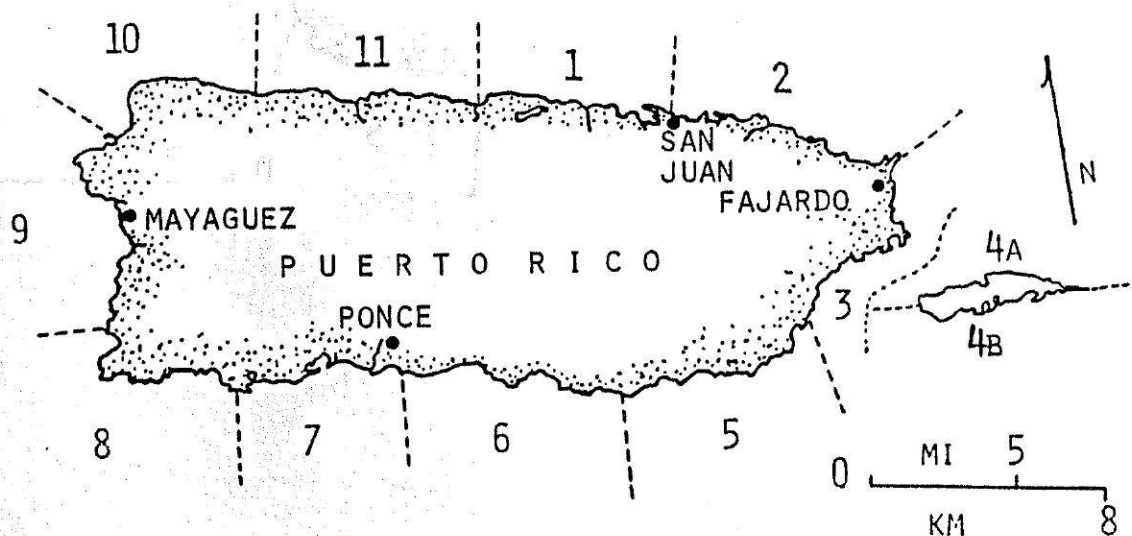 10
11
1
2
SAN
JUAN
FAJARDO
N
9
MAYAGUEZ
PUERTO RICO
4A
3
PONCE
4B
8
7
6
5
0 MI 5
KM 8